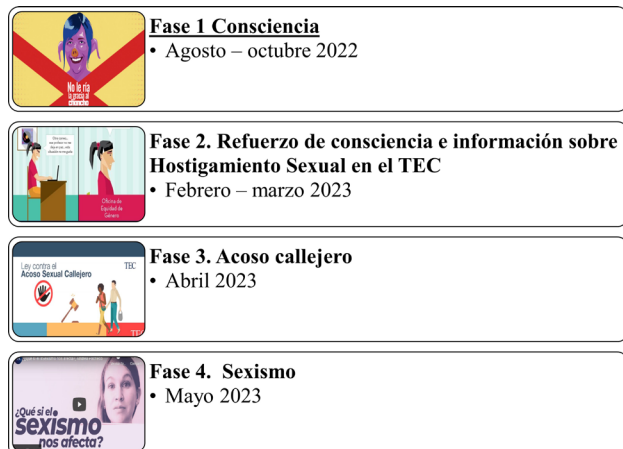 Fase 1 Consciencia
• Agosto – octubre 2022
No le ría
la gracia al
chancho
Fase 2. Refuerzo de consciencia e información sobre
Hostigamiento Sexual en el TEC
• Febrero – marzo 2023
Oficina de
Equidad de
Género
Fase 3. Acoso callejero
• Abril 2023
Ley contra el
Acoso Sexual Callejero
TEC
TEC
Fase 4.  Sexismo
• Mayo 2023
¿Qué si el
sexismo
nos afecta?